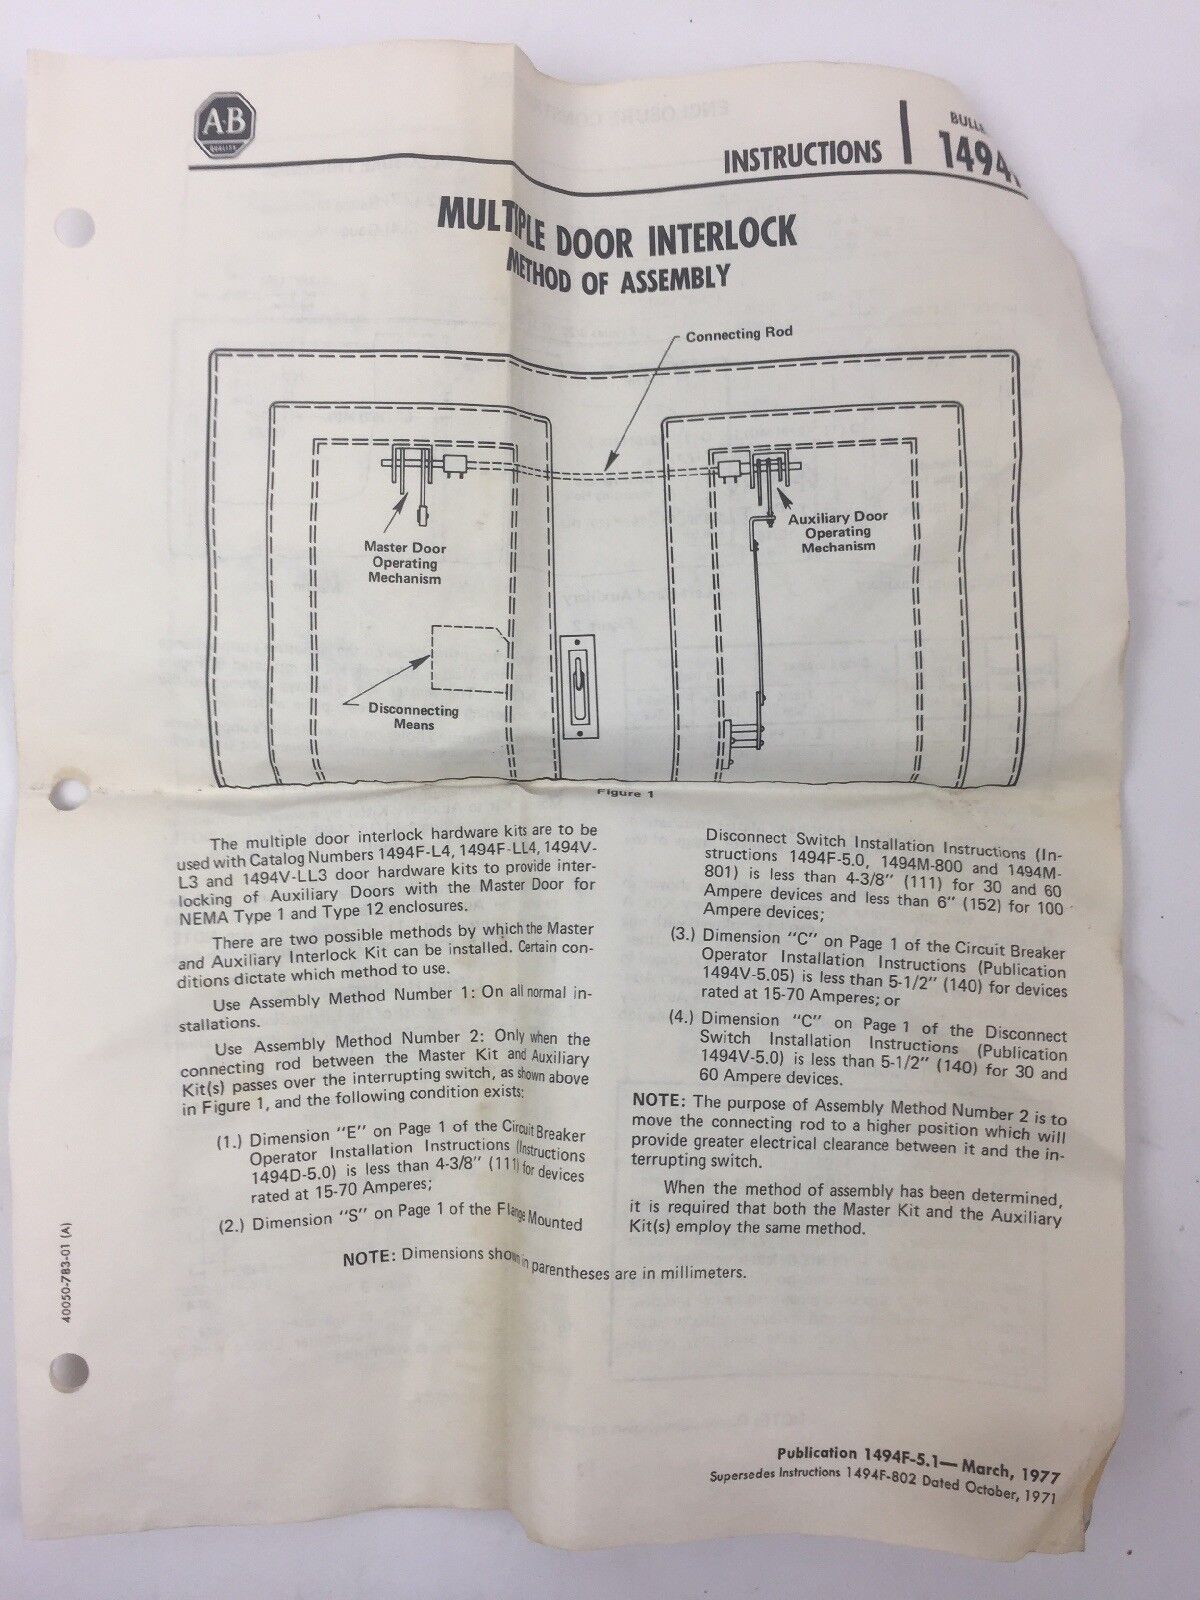 A-B
QUALITY
INSTRUCTIONS
1494
MULTIPLE DOOR INTERLOCK
METHOD OF ASSEMBLY
Connecting Rod
Master Door
Operating
Mechanism
Auxiliary Door
Operating
Mechanism
Disconnecting
Means
Figure 1
The multiple door interlock hardware kits are to be
used with Catalog Numbers 1494F-L4, 1494F-LL4, 1494V-
L3 and 1494V-LL3 door hardware kits to provide inter-
locking of Auxiliary Doors with the Master Door for
NEMA Type 1 and Type 12 enclosures.
There are two possible methods by which the Master
and Auxiliary Interlock Kit can be installed. Certain con-
ditions dictate which method to use.
Use Assembly Method Number 1: On all normal in-
stallations.
Use Assembly Method Number 2: Only when the
connecting rod between the Master Kit and Auxiliary
Kit(s) passes over the interrupting switch, as shown above
in Figure 1, and the following condition exists:
(1.) Dimension "E" on Page 1 of the Circuit Breaker
Operator Installation Instructions (Instructions
1494D-5.0) is less than 4-3/8" (111) for devices
rated at 15-70 Amperes;
(2.) Dimension "S" on Page 1 of the Flange Mounted
Disconnect Switch Installation Instructions (In-
structions 1494F-5.0, 1494M-800 and 1494M-
801) is less than 4-3/8" (111) for 30 and 60
Ampere devices and less than 6" (152) for 100
Ampere devices;
(3.) Dimension "C" on Page 1 of the Circuit Breaker
Operator Installation Instructions (Publication
1494V-5.05) is less than 5-1/2" (140) for devices
rated at 15-70 Amperes; or
(4.) Dimension "C" on Page 1 of the Disconnect
Switch Installation Instructions (Publication
1494V-5.0) is less than 5-1/2" (140) for 30 and
60 Ampere devices.
NOTE: The purpose of Assembly Method Number 2 is to
move the connecting rod to a higher position which will
provide greater electrical clearance between it and the in-
terrupting switch.
When the method of assembly has been determined,
it is required that both the Master Kit and the Auxiliary
Kit(s) employ the same method.
NOTE: Dimensions shown in parentheses are in millimeters.
40050-783-01 (A)
Publication 1494F-5.1—March, 1977
Supersedes Instructions 1494F-802 Dated October, 1971